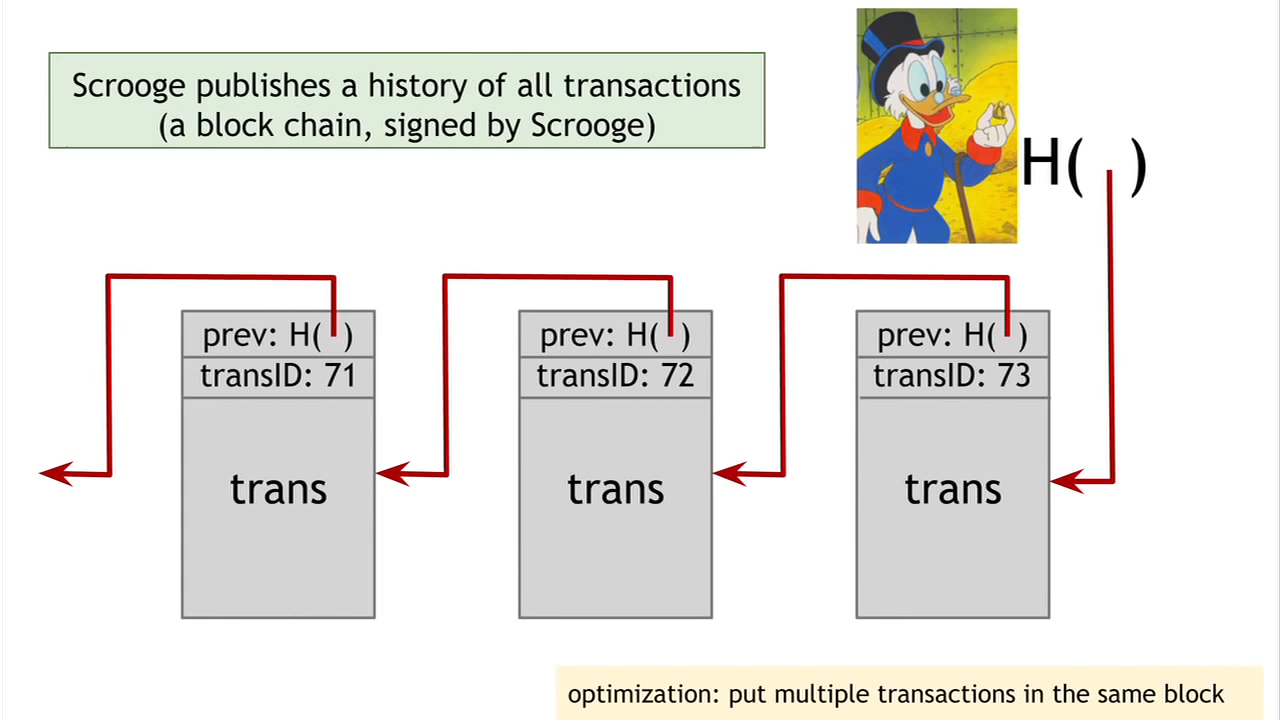 Scrooge publishes a history of all transactions
(a block chain, signed by Scrooge)
H( )
prev: H( )
transID: 71
trans
prev: H( )
transID: 72
trans
prev: H( )
transID: 73
trans
optimization: put multiple transactions in the same block